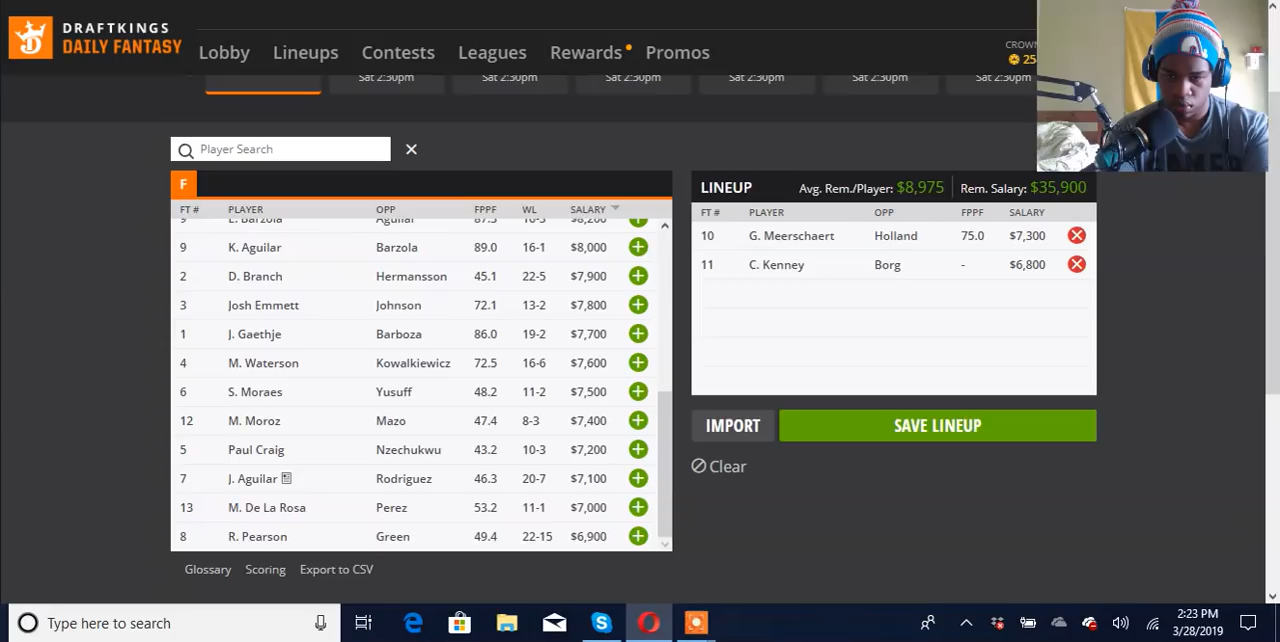 DRAFTKINGS
DAILY FANTASY
Lobby Lineups Contests Leagues Rewards Promos
CROWN
25
Sat 2:30pm Sat 2:30pm Sat 2:30pm Sat 2:30pm Sat 2:30pm Sat 2:30pm
Player Search
F
FT # PLAYER OPP FPPF WL SALARY
9 K. Aguilar Barzola 89.0 16-1 $8,000
2 D. Branch Hermansson 45.1 22-5 $7,900
3 Josh Emmett Johnson 72.1 13-2 $7,800
1 J. Gaethje Barboza 86.0 19-2 $7,700
4 M. Waterson Kowalkiewicz 72.5 16-6 $7,600
6 S. Moraes Yusuff 48.2 11-2 $7,500
12 M. Moroz Mazo 47.4 8-3 $7,400
5 Paul Craig Nzechukwu 43.2 10-3 $7,200
7 J. Aguilar Rodriguez 46.3 20-7 $7,100
13 M. De La Rosa Perez 53.2 11-1 $7,000
8 R. Pearson Green 49.4 22-15 $6,900
Glossary Scoring Export to CSV
LINEUP Avg. Rem./Player: $8,975 Rem. Salary: $35,900
FT # PLAYER OPP FPPF SALARY
10 G. Meerschaert Holland 75.0 $7,300
11 C. Kenney Borg - $6,800
IMPORT SAVE LINEUP
Clear
Type here to search
2:23 PM
3/28/2019